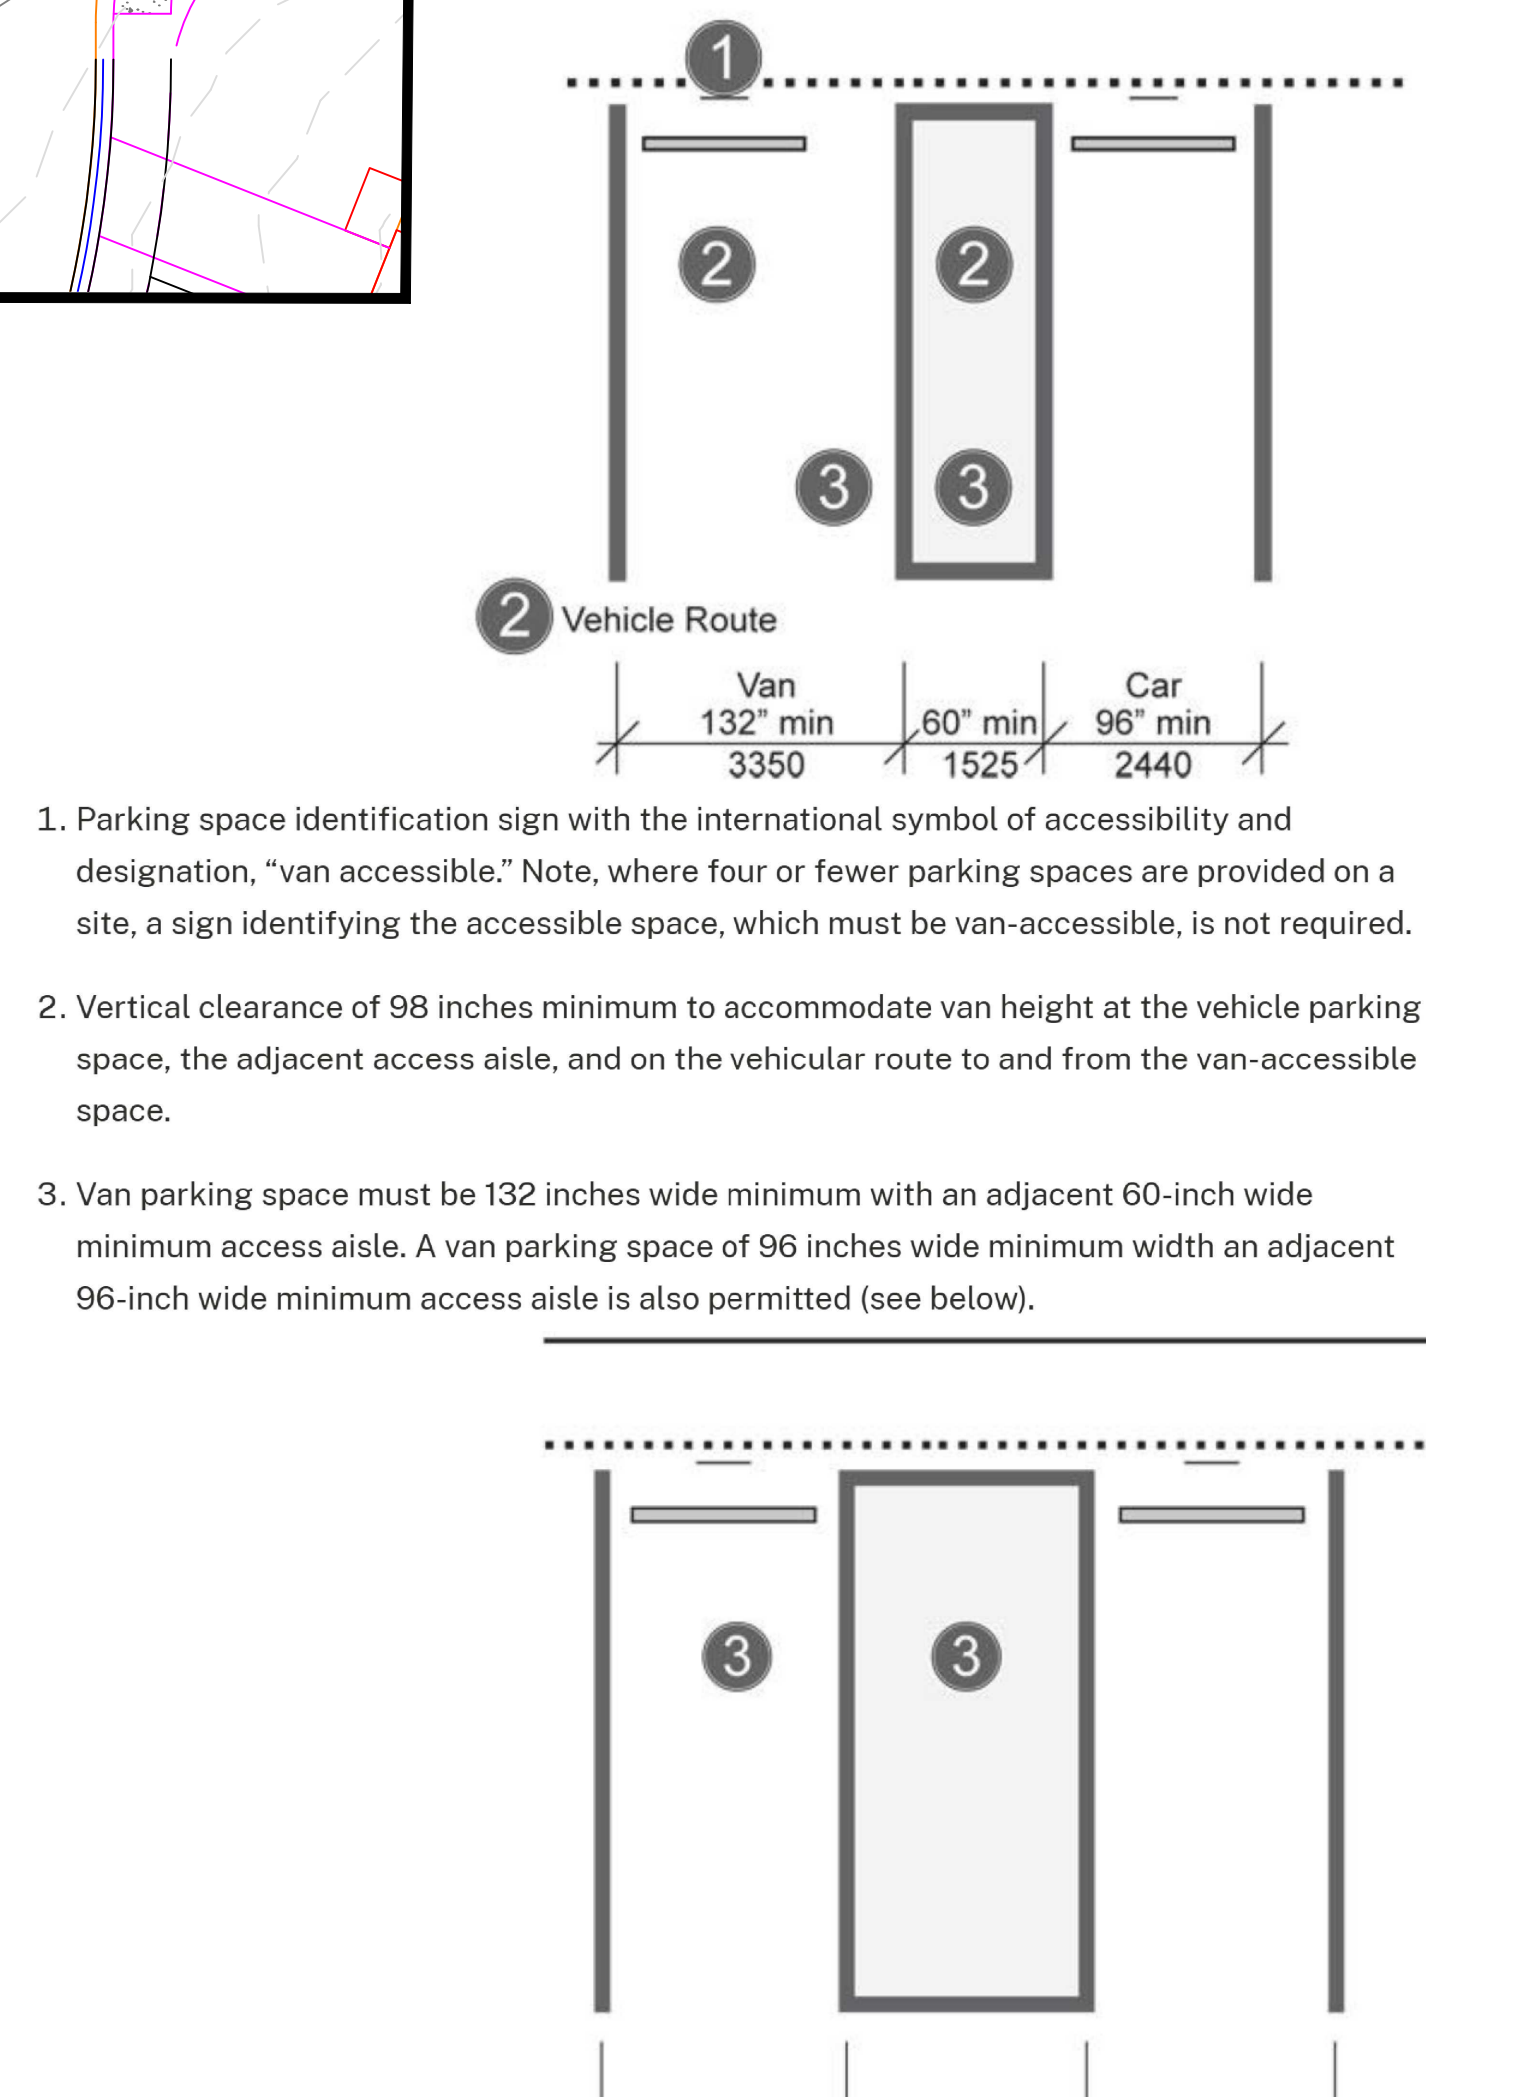 1
2
2
3
3
2 Vehicle Route
Van
Car
132” min
60” min
96” min
3350
1525
2440
1. Parking space identification sign with the international symbol of accessibility and
designation, “van accessible.” Note, where four or fewer parking spaces are provided on a
site, a sign identifying the accessible space, which must be van-accessible, is not required.
2. Vertical clearance of 98 inches minimum to accommodate van height at the vehicle parking
space, the adjacent access aisle, and on the vehicular route to and from the van-accessible
space.
3. Van parking space must be 132 inches wide minimum with an adjacent 60-inch wide
minimum access aisle. A van parking space of 96 inches wide minimum width an adjacent
96-inch wide minimum access aisle is also permitted (see below).
3
3